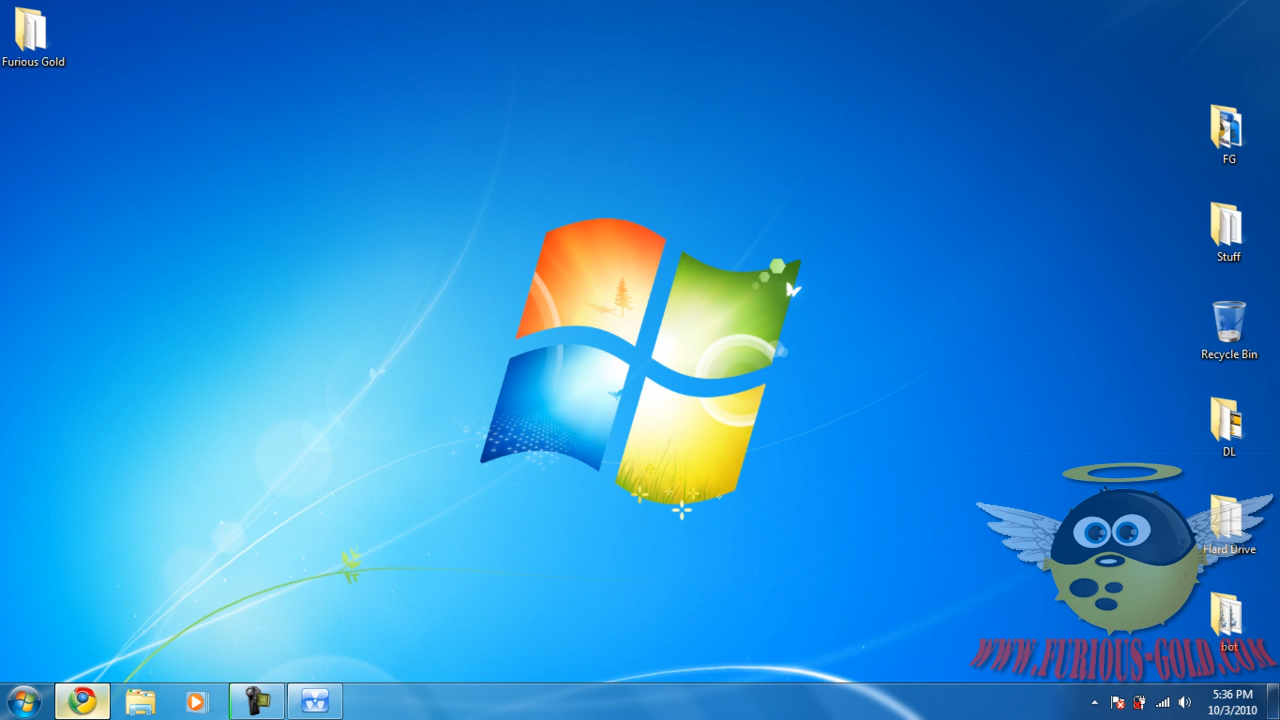 Furious Gold
FG
Stuff
Recycle Bin
DL
Hard Drive
bot
WWW.FURIOUS-GOLD.COM
5:36 PM
10/3/2010